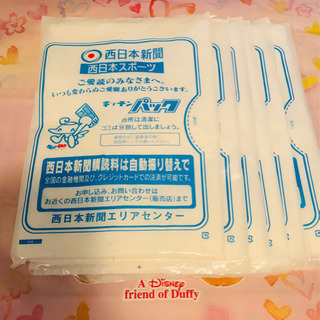 西日本新聞
西日本スポーツ
ご愛読のみなさまへ。
いつも変わらぬご愛顧ありがとうございます。
キッチンパック
台所は清潔に
ゴミは分別して出しましょう。
西日本新聞購読料は自動振り替えで
全国の金融機関及び、クレジットカードでの決済が可能です。
お申し込み、お問い合わせは
お近くの西日本新聞エリアセンター(販売店)まで
西日本新聞エリアセンター
A Disney
friend of Duffy